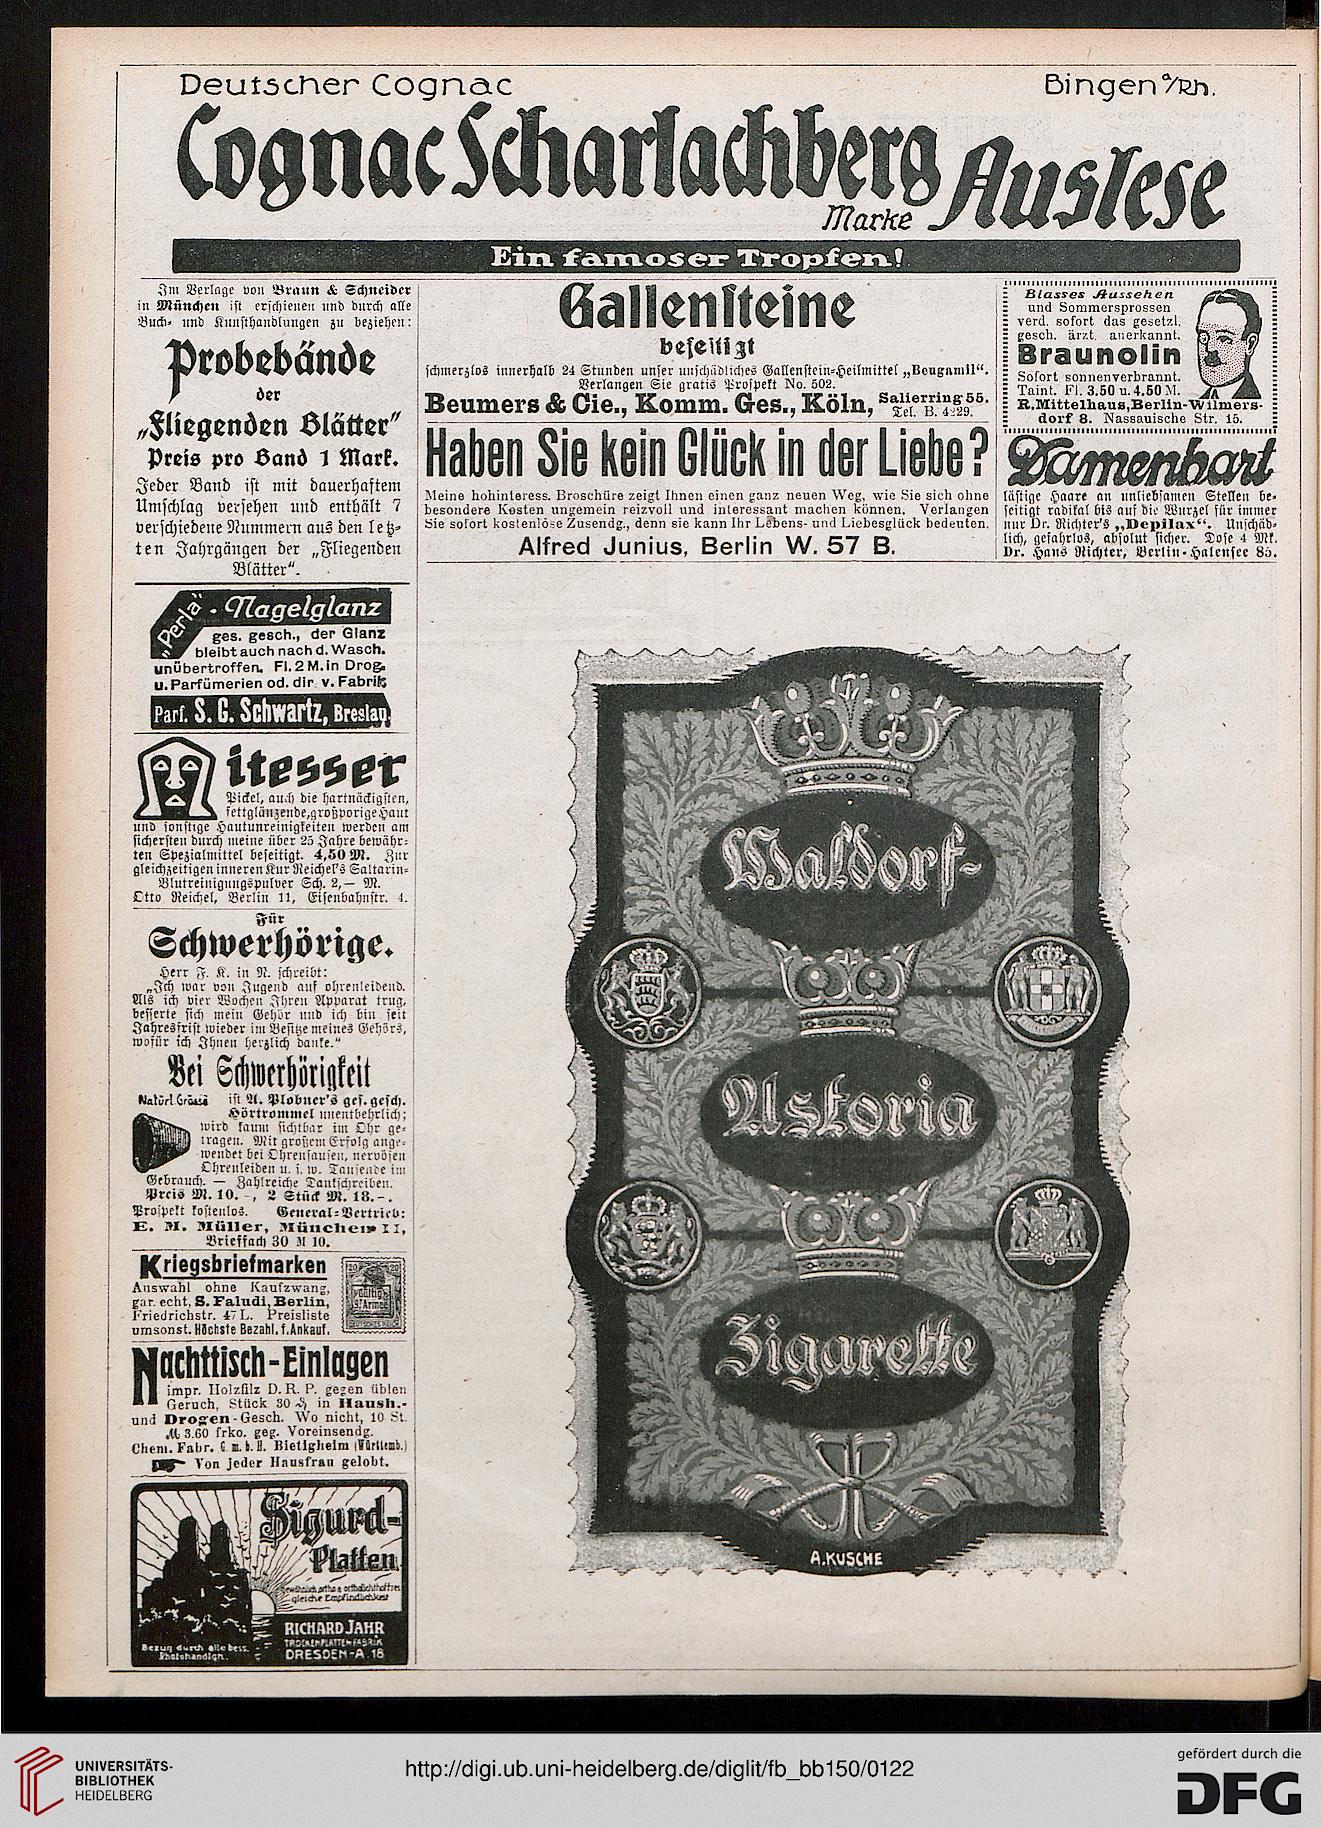 Deutscher Cognac
Bingen a/Rh.
Cognac Scharlachberg
Marke Auslese
Ein famoser Tropfen!
Im Verlage von Braun & Schneider
in München ist erschienen und durch alle
Buch- und Kunsthandlungen zu beziehen:
Probebände
der
„Fliegenden Blätter“
Preis pro Band 1 Mark.
Jeder Band ist mit dauerhaftem
Umschlag versehen und enthält 7
verschiedene Nummern aus den letz-
ten Jahrgängen der „Fliegenden
Blätter“.
„Perla“-Nagelglanz
ges. gesch., der Glanz
bleibt auch nach d. Wasch.
unübertroffen. Fl. 2 M. in Drog.
u. Parfümerien od. dir. v. Fabrik
Parf. S. G. Schwartz, Breslau.
Mitesser
Pickel, auch die hartnäckigsten,
fettglänzende, großporige Haut
und sonstige Hautunreinigkeiten werden am
sichersten durch meine über 25 Jahre bewähr-
ten Spezialmittel beseitigt. 4,50 M. Zur
gleichzeitigen inneren Kur Reichel's Saltarin-
Blutreinigungspulver Sch. 2,— M.
Otto Reichel, Berlin 11, Eisenbahnstr. 4.
Für
Schwerhörige.
Herr F. K. in N. schreibt:
„Ich war von Jugend auf ohrenleidend.
Als ich vier Wochen Ihren Apparat trug,
besserte sich mein Gehör und ich bin seit
Jahresfrist wieder im Besitze meines Gehörs,
wofür ich Ihnen herzlich danke.“
Bei Schwerhörigkeit
Natürl. Grösse
ist A. Plobner's ges. gesch.
Hörtrommel unentbehrlich;
wird kaum sichtbar im Ohr ge-
tragen. Mit großem Erfolg ange-
wendet bei Ohrensausen, nervösen
Ohrenleiden u. s. w. Tausende im
Gebrauch. — Zahlreiche Dankschreiben.
Preis M. 10.-, 2 Stück M. 18.-.
Prospekt kostenlos. General-Vertrieb:
E. M. Müller, München II,
Brieffach 30 M 10.
Kriegsbriefmarken
Auswahl ohne Kaufzwang,
gar. echt, S. Faludi, Berlin,
Friedrichstr. 47 L. Preisliste
umsonst. Höchste Bezahl. f. Ankauf.
Gültig
9. Armee
Nachttisch-Einlagen
impr. Holzfilz D. R. P. gegen üblen
Geruch, Stück 30 ₰ in Haush.-
und Drogen-Gesch. Wo nicht, 10 St.
M 3.60 frko. geg. Voreinsendg.
Chem. Fabr. G. m. b. H. Bietigheim (Württemb.)
Von jeder Hausfrau gelobt.
Sigurd-
Platten
gewöhnlich, ortho u. ortholichthoffrei
gleiche Empfindlichkeit
RICHARD JAHR
TROCKENPLATTENFABRIK
DRESDEN-A. 18
Bezug durch alle bess.
Photohandlgn.
Gallensteine
beseitigt
schmerzlos innerhalb 24 Stunden unser unschädliches Gallenstein-Heilmittel „Beugamil“.
Verlangen Sie gratis Prospekt No. 502.
Beumers & Cie., Komm. Ges., Köln, Salierring 55.
Tel. B. 4229.
Haben Sie kein Glück in der Liebe?
Meine hohinteress. Broschüre zeigt Ihnen einen ganz neuen Weg, wie Sie sich ohne
besondere Kosten ungemein reizvoll und interessant machen können. Verlangen
Sie sofort kostenlose Zusendg., denn sie kann Ihr Lebens- und Liebesglück bedeuten.
Alfred Junius, Berlin W. 57 B.
Blasses Aussehen
und Sommersprossen
verd. sofort das gesetzl.
gesch. ärzt. anerkannt.
Braunolin
Sofort sonnenverbrannt.
Taint. Fl. 3.50 u. 4.50 M.
R. Mittelhaus, Berlin-Wilmers-
dorf 8. Nassauische Str. 15.
Damenbart
lästige Haare an unliebsamen Stellen be-
seitigt radikal bis auf die Wurzel für immer
nur Dr. Richter's „Depilax“. Unschäd-
lich, gefahrlos, absolut sicher. Dose 4 Mk.
Dr. Hans Richter, Berlin-Halensee 85.
Waldorf-
Astoria
Zigarette
A. KUSCHE
UNIVERSITÄTS-
BIBLIOTHEK
HEIDELBERG
http://digi.ub.uni-heidelberg.de/diglit/fb_bb150/0122
gefördert durch die
DFG